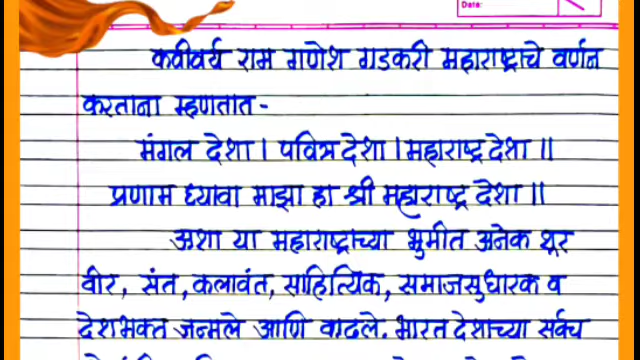 Date:
कवीवर्य राम गणेश गडकरी महाराष्ट्राचे वर्णन
करताना म्हणतात -
मंगल देशा । पवित्र देशा । महाराष्ट्र देशा ॥
प्रणाम घ्यावा माझा हा श्री महाराष्ट्र देशा ॥
अशा या महाराष्ट्राच्या भुमीत अनेक शूर
वीर, संत, कलावंत, साहित्यिक, समाजसुधारक व
देशभक्त जन्मले आणि वाढले. भारत देशाच्या सर्वच